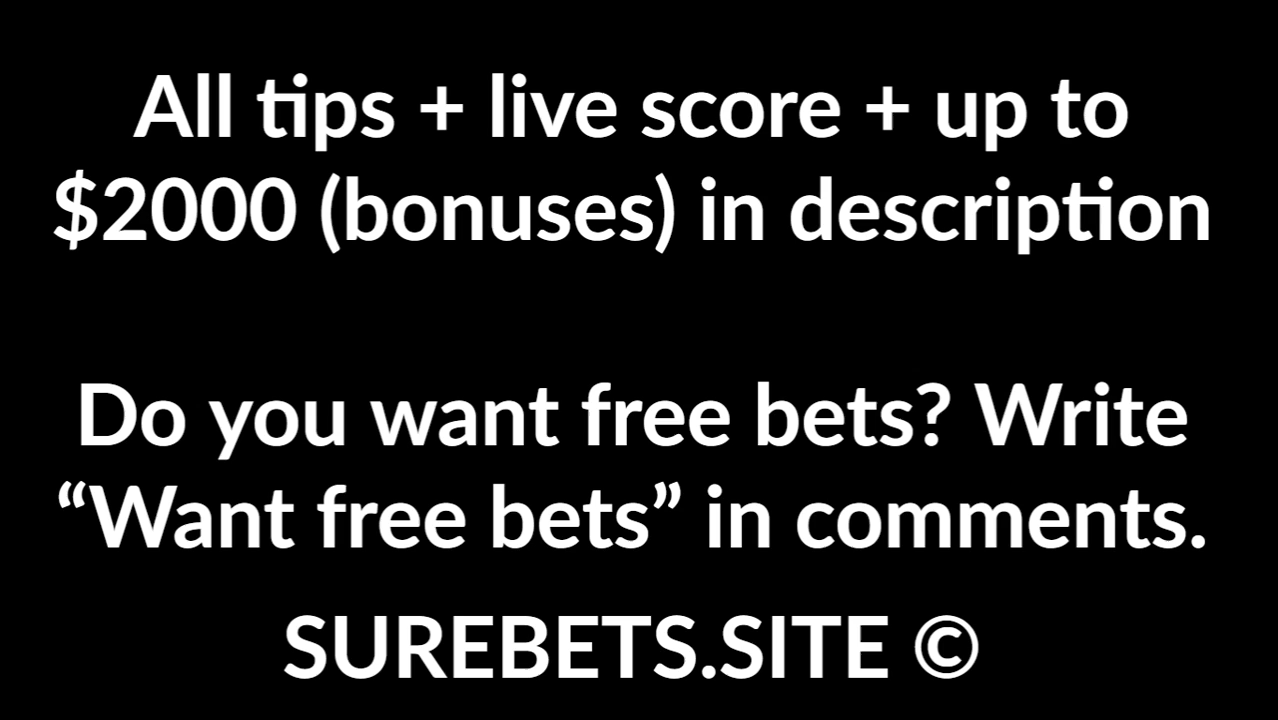 All tips + live score + up to
$2000 (bonuses) in description
Do you want free bets? Write
“Want free bets” in comments.
SUREBETS.SITE ©